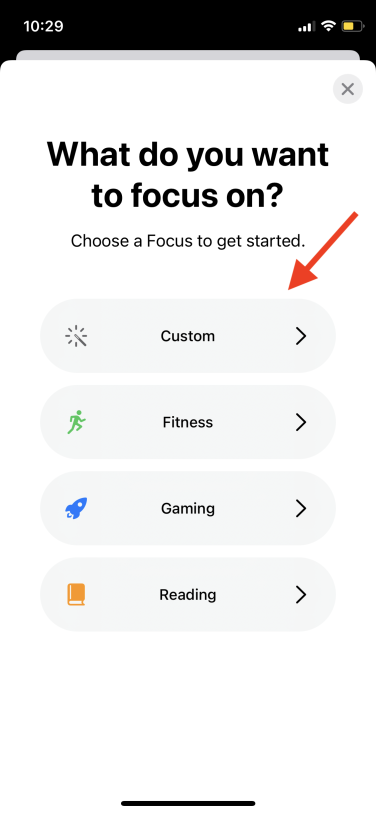 10:29
What do you want
to focus on?
Choose a Focus to get started.
Custom
Fitness
Gaming
Reading